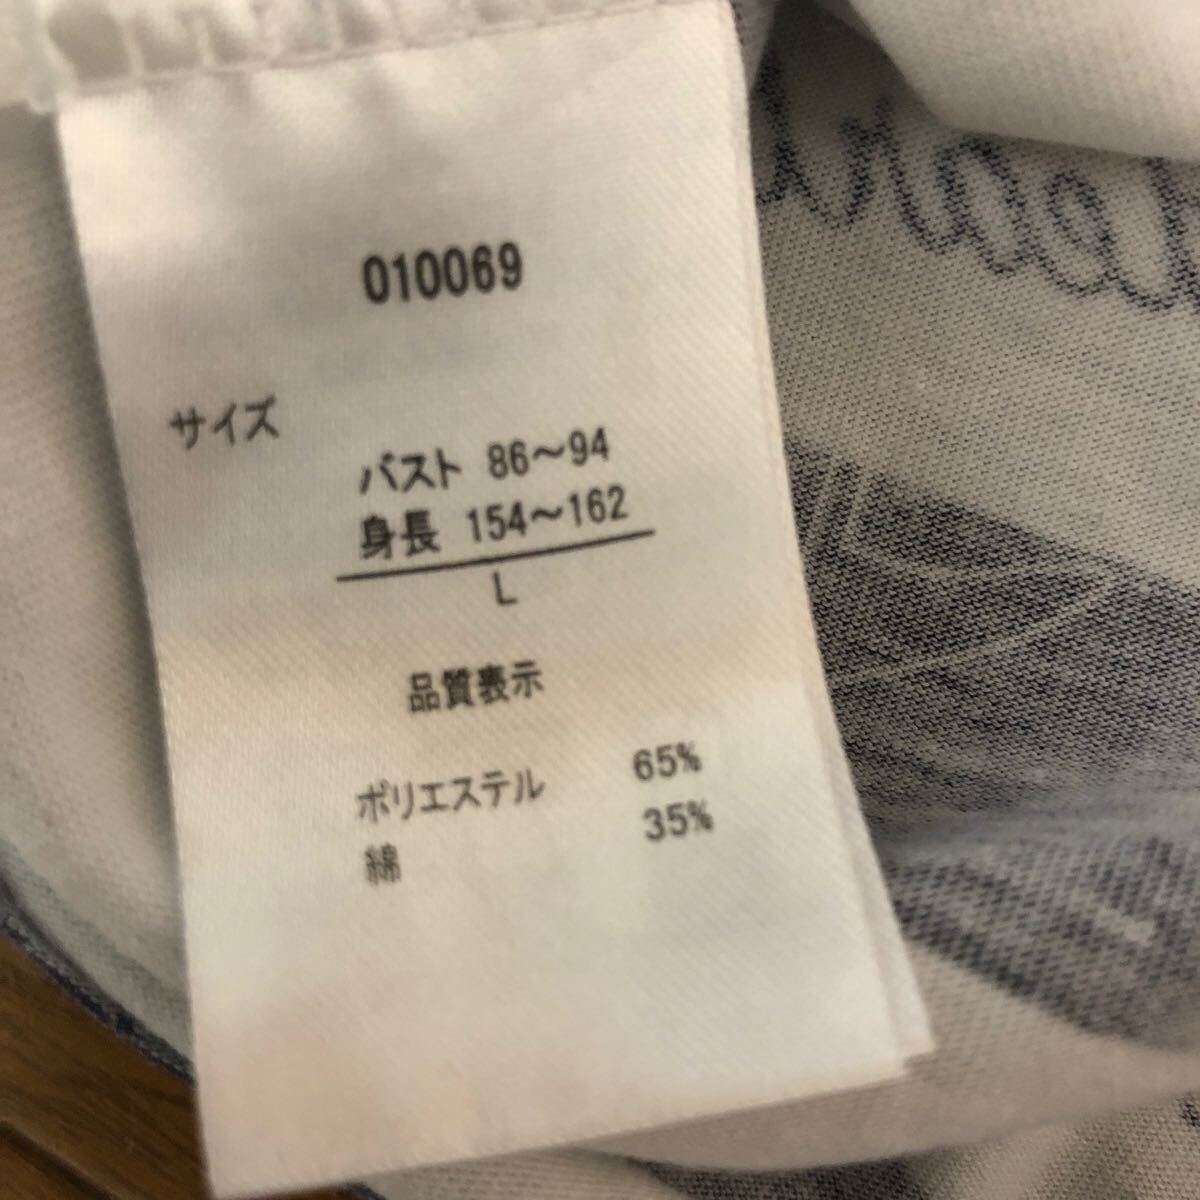 010069
サイズ
バスト 86～94
身長 154～162
L
品質表示
ポリエステル 65%
綿 35%